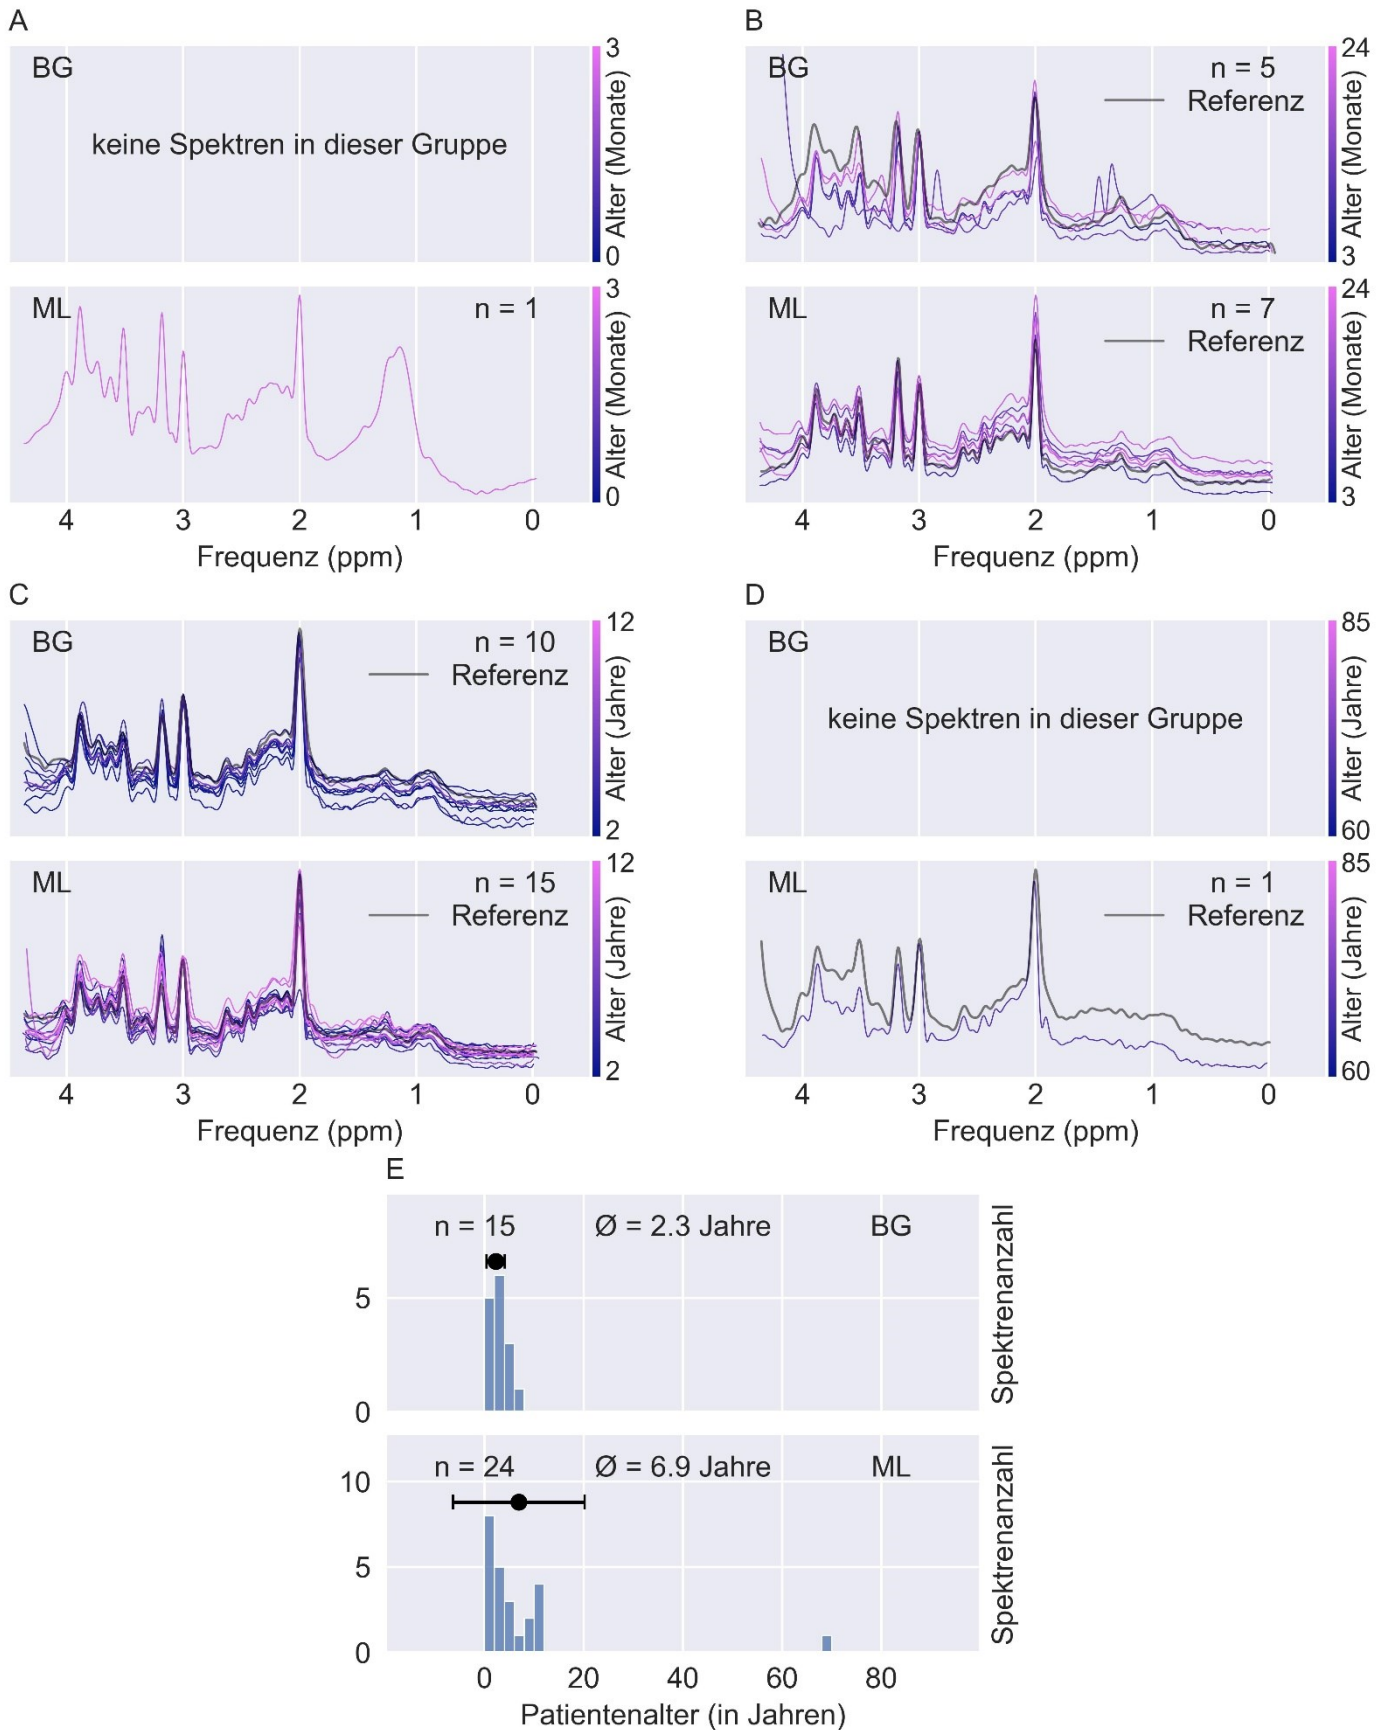 A
BG
keine Spektren in dieser Gruppe
3
Alter (Monate)
0
ML
n = 1
3
Alter (Monate)
0
4 3 2 1 0
Frequenz (ppm)
B
BG
n = 5
Referenz
24
Alter (Monate)
3
ML
n = 7
Referenz
24
Alter (Monate)
3
4 3 2 1 0
Frequenz (ppm)
C
BG
n = 10
Referenz
12
Alter (Jahre)
2
ML
n = 15
Referenz
12
Alter (Jahre)
2
4 3 2 1 0
Frequenz (ppm)
D
BG
keine Spektren in dieser Gruppe
85
Alter (Jahre)
60
ML
n = 1
Referenz
85
Alter (Jahre)
60
4 3 2 1 0
Frequenz (ppm)
E
n = 15 Ø = 2.3 Jahre BG
5
0
Spektrenanzahl
n = 24 Ø = 6.9 Jahre ML
10
5
0
Spektrenanzahl
0 20 40 60 80
Patientenalter (in Jahren)